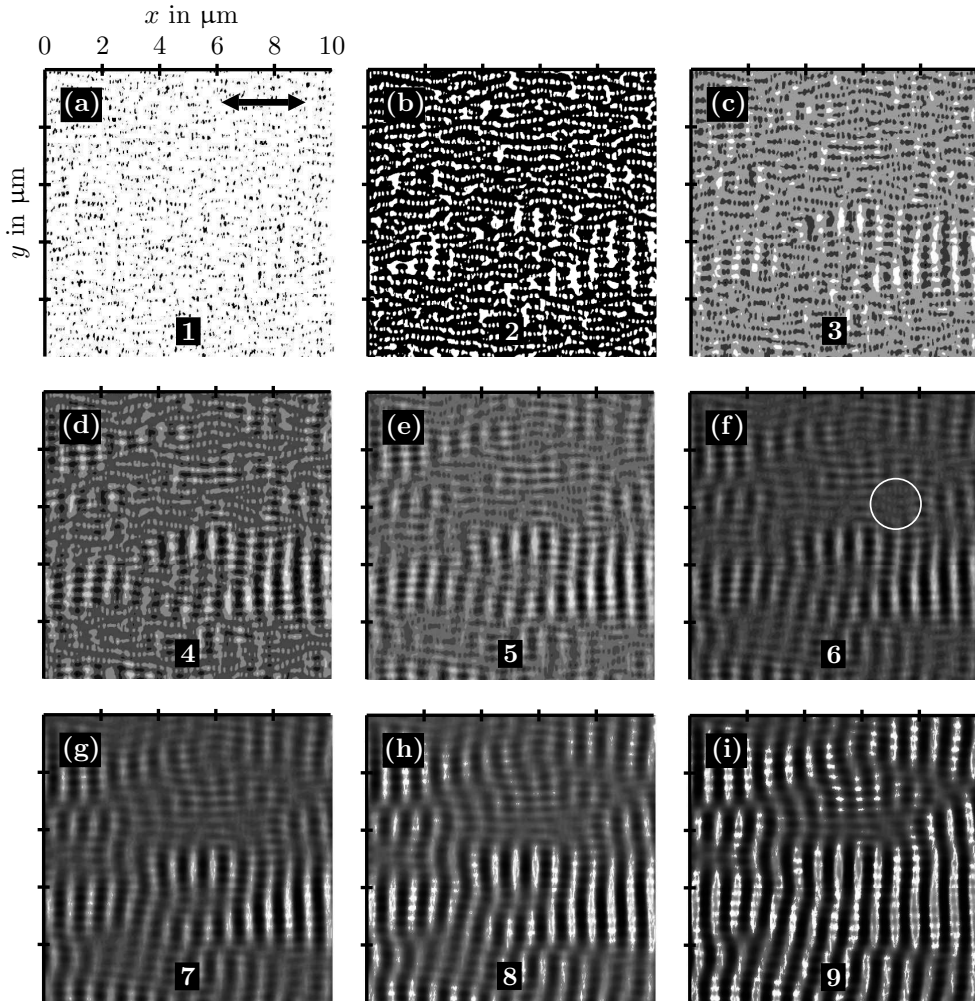 x in μm
0 2 4 6 8 10
y in μm
(a) (b) (c)
1 2 3
(d) (e) (f)
4 5 6
(g) (h) (i)
7 8 9